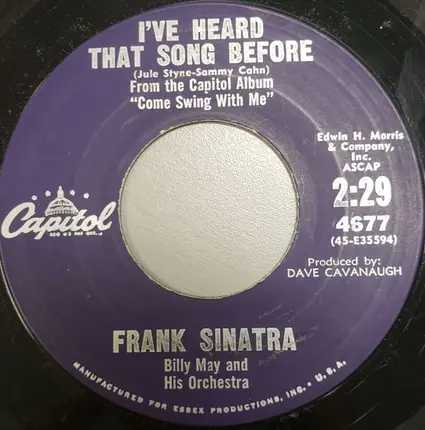 I'VE HEARD
THAT SONG BEFORE
(Jule Styne-Sammy Cahn)
From the Capitol Album
"Come Swing With Me"
Edwin H. Morris
& Company,
Inc.
ASCAP
2:29
4677
(45-E35594)
Produced by:
DAVE CAVANAUGH
Capitol
FRANK SINATRA
Billy May and
His Orchestra
MANUFACTURED FOR ESSEX PRODUCTIONS, INC. • U.S.A.